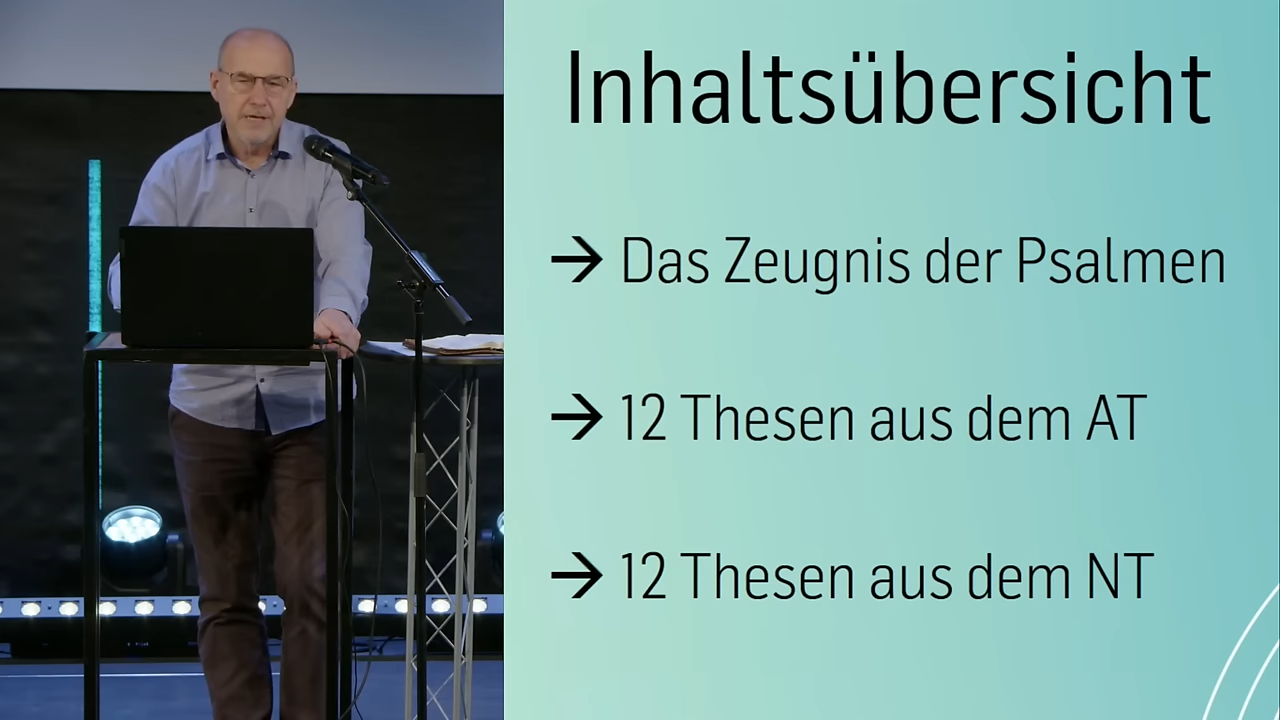 Inhaltsübersicht
→ Das Zeugnis der Psalmen
→ 12 Thesen aus dem AT
→ 12 Thesen aus dem NT